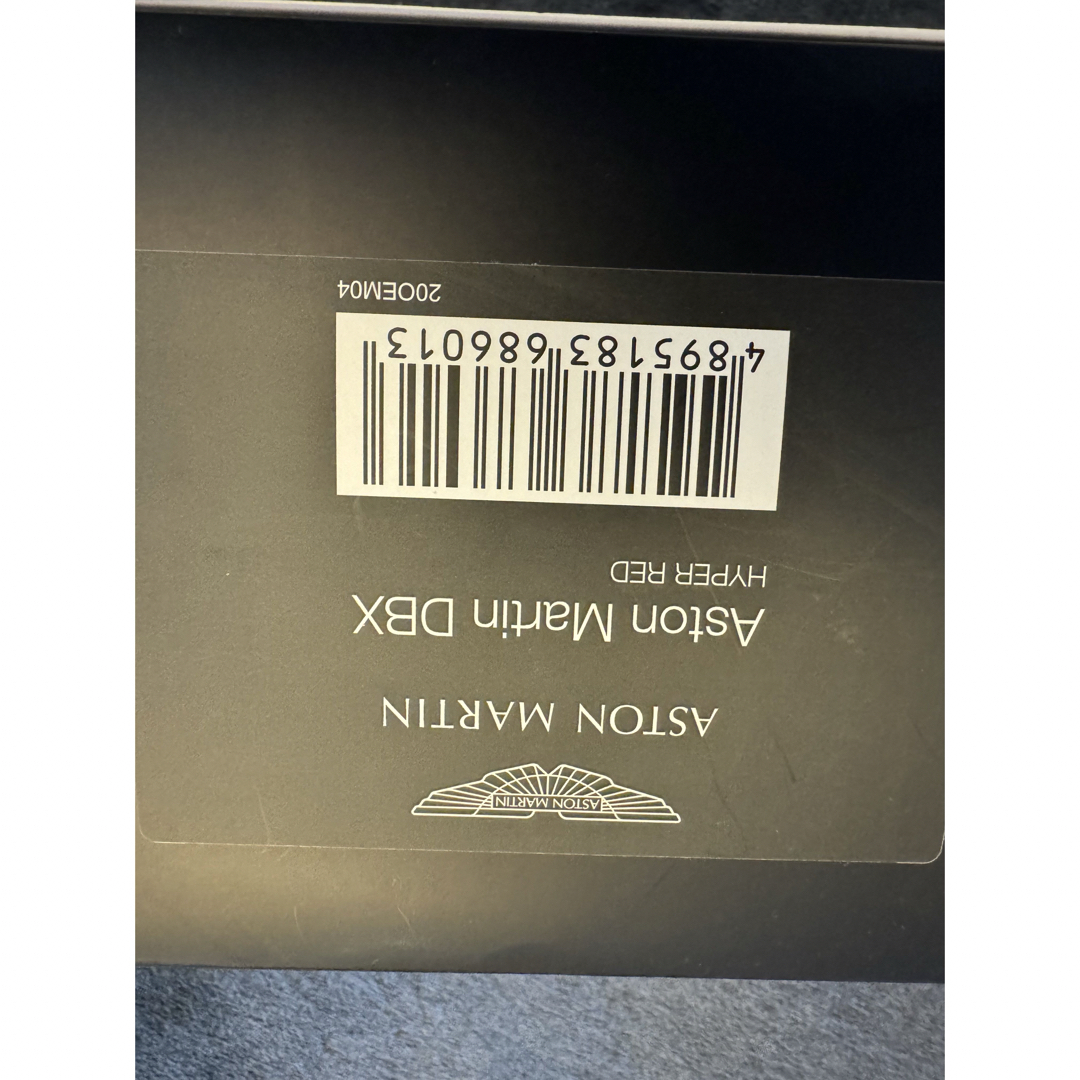 ASTON MARTIN
ASTON MARTIN
Aston Martin DBX
HYPER RED
4 895183 686013
20OEM04